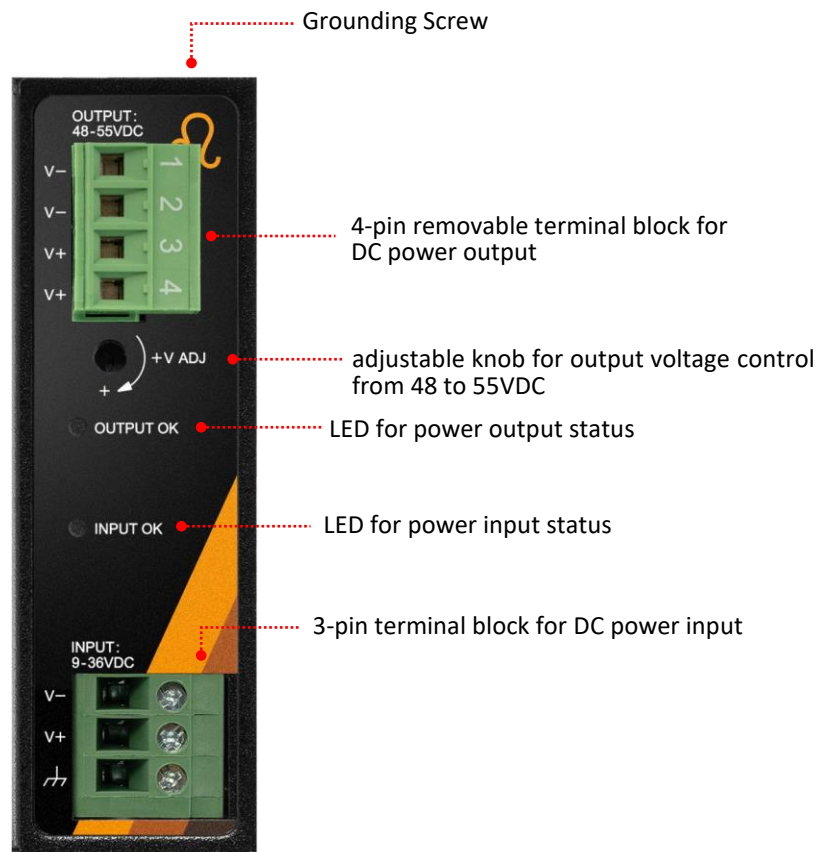 Grounding Screw
OUTPUT:
48-55VDC
V−
1
V−
2
V+
3
V+
4
4-pin removable terminal block for
DC power output
+V ADJ
+
adjustable knob for output voltage control
from 48 to 55VDC
OUTPUT OK
LED for power output status
INPUT OK
LED for power input status
3-pin terminal block for DC power input
INPUT:
9-36VDC
V−
V+